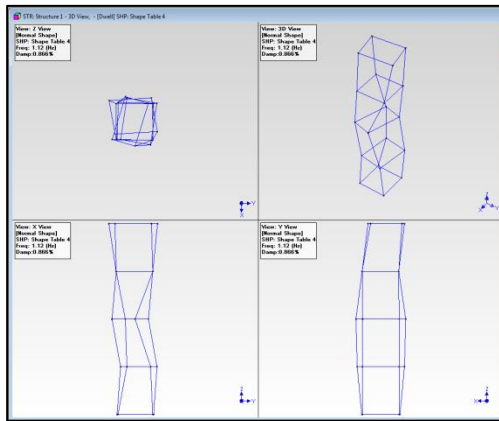 STR: Structure 1 - 3D View, - [Dwell] SHP: Shape Table 4
View: Z View
[Normal Shape]
SHP: Shape Table 4
Freq: 1.12 (Hz)
Damp:0.866%
View: 3D View
[Normal Shape]
SHP: Shape Table 4
Freq: 1.12 (Hz)
Damp:0.866%
Y
X
Z
X
Y
View: X View
[Normal Shape]
SHP: Shape Table 4
Freq: 1.12 (Hz)
Damp:0.866%
View: Y View
[Normal Shape]
SHP: Shape Table 4
Freq: 1.12 (Hz)
Damp:0.866%
Z
Y
Z
X